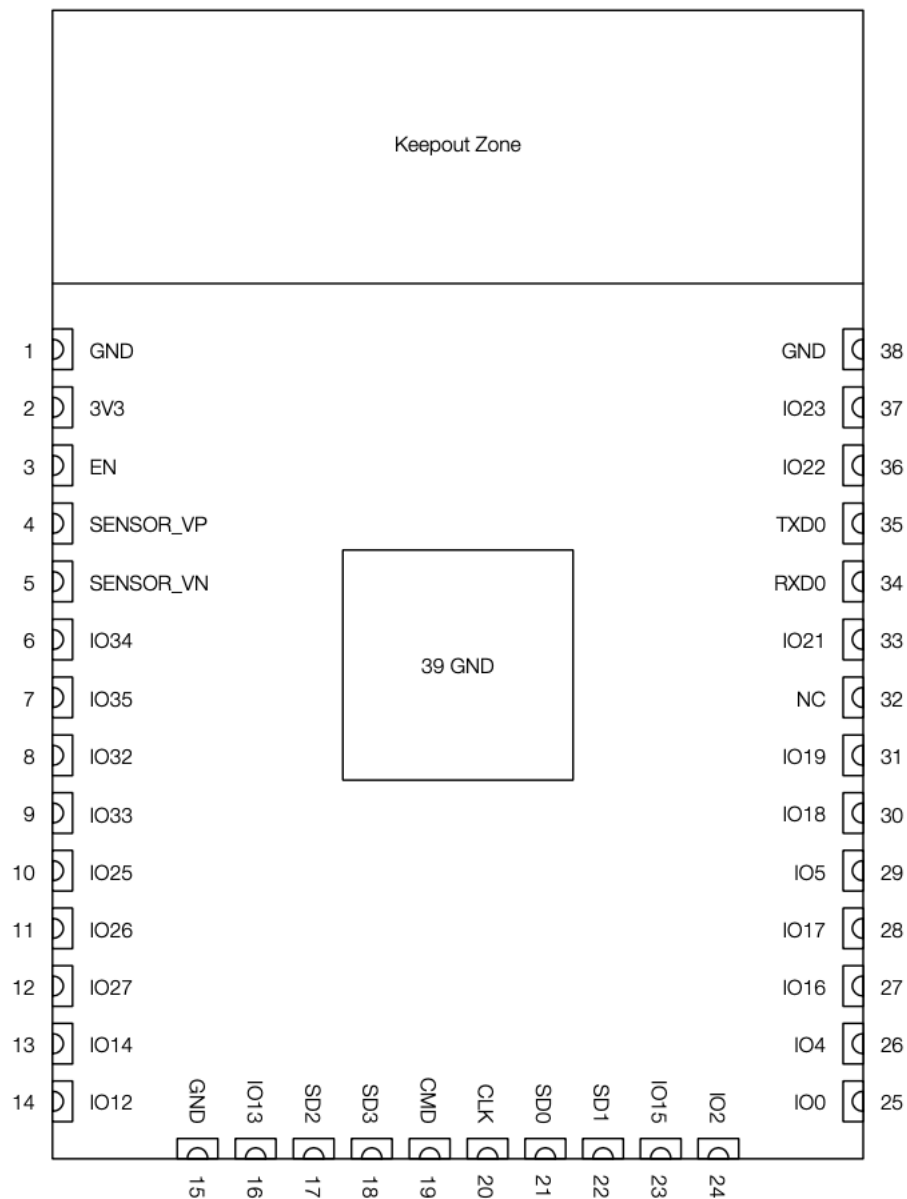 Keepout Zone
1 GND
GND 38
2 3V3
IO23 37
3 EN
IO22 36
4 SENSOR_VP
TXD0 35
5 SENSOR_VN
RXD0 34
6 IO34
IO21 33
39 GND
7 IO35
NC 32
8 IO32
IO19 31
9 IO33
IO18 30
10 IO25
IO5 29
11 IO26
IO17 28
12 IO27
IO16 27
13 IO14
IO4 26
14 IO12
IO0 25
GND 15
IO13 16
SD2 17
SD3 18
CMD 19
CLK 20
SD0 21
SD1 22
IO15 23
IO2 24